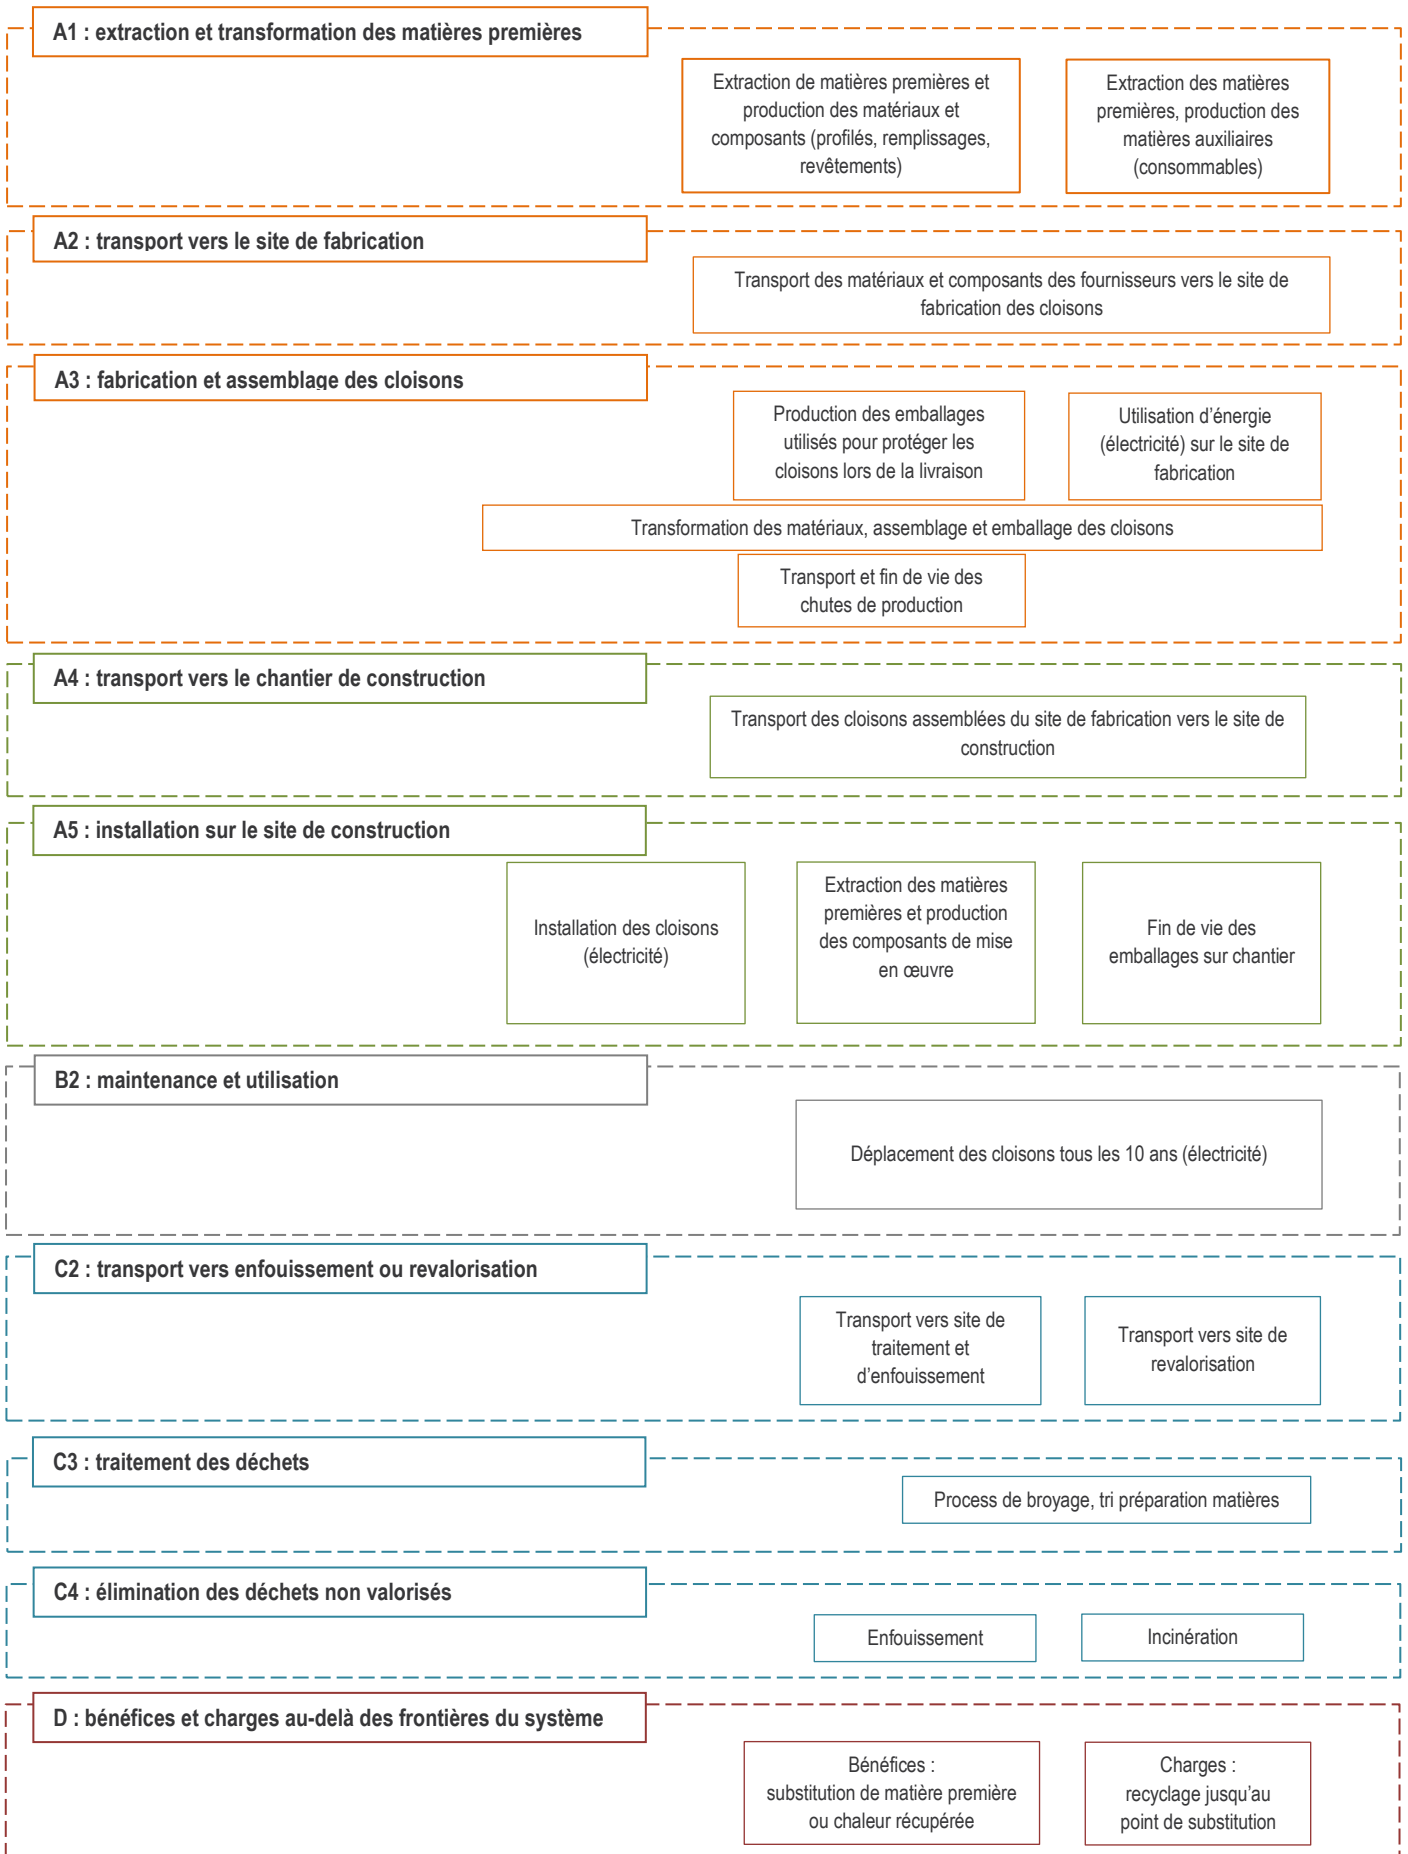 A1 : extraction et transformation des matières premières
Extraction de matières premières et
production des matériaux et
composants (profilés, remplissages,
revêtements)
Extraction des matières
premières, production des
matières auxiliaires
(consommables)
A2 : transport vers le site de fabrication
Transport des matériaux et composants des fournisseurs vers le site de
fabrication des cloisons
A3 : fabrication et assemblage des cloisons
Production des emballages
utilisés pour protéger les
cloisons lors de la livraison
Utilisation d’énergie
(électricité) sur le site de
fabrication
Transformation des matériaux, assemblage et emballage des cloisons
Transport et fin de vie des
chutes de production
A4 : transport vers le chantier de construction
Transport des cloisons assemblées du site de fabrication vers le site de
construction
A5 : installation sur le site de construction
Installation des cloisons
(électricité)
Extraction des matières
premières et production
des composants de mise
en œuvre
Fin de vie des
emballages sur chantier
B2 : maintenance et utilisation
Déplacement des cloisons tous les 10 ans (électricité)
C2 : transport vers enfouissement ou revalorisation
Transport vers site de
traitement et
d’enfouissement
Transport vers site de
revalorisation
C3 : traitement des déchets
Process de broyage, tri préparation matières
C4 : élimination des déchets non valorisés
Enfouissement
Incinération
D : bénéfices et charges au-delà des frontières du système
Bénéfices :
substitution de matière première
ou chaleur récupérée
Charges :
recyclage jusqu’au
point de substitution